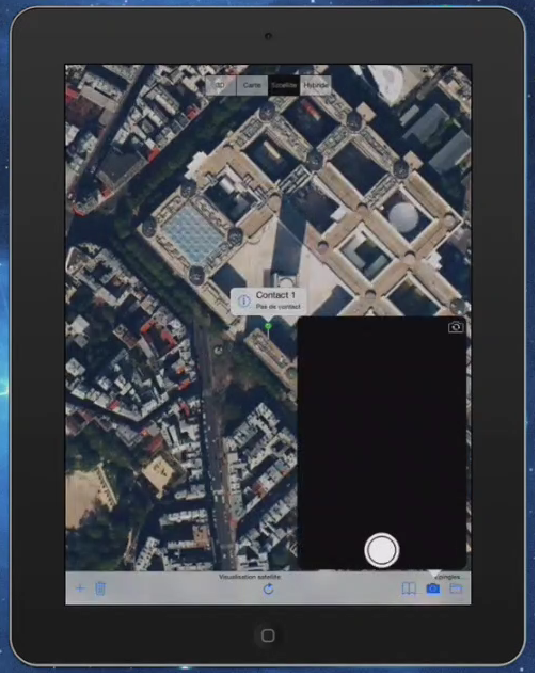 3D Carte Satellite Hybride
Contact 1
Pas de contact
Visualisation satellite